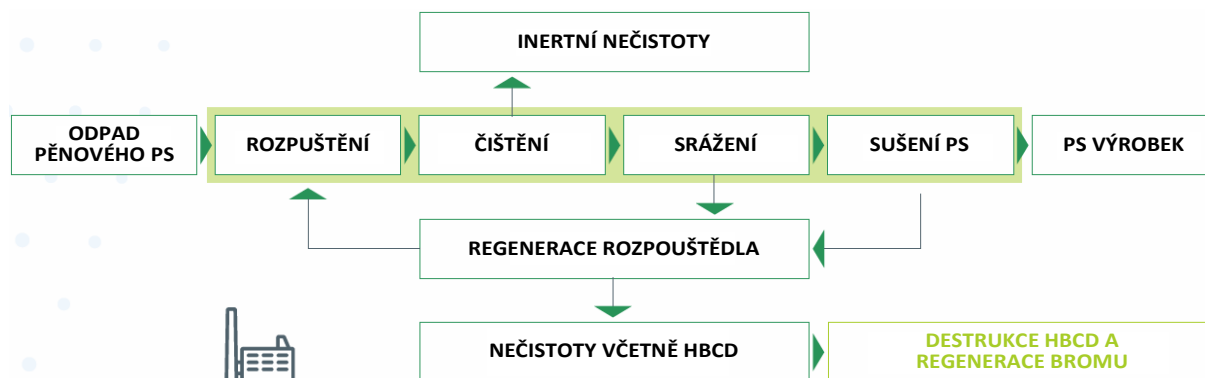 INERTNÍ NEČISTOTY
ODPAD
PĚNOVÉHO PS
ROZPUŠTĚNÍ
ČIŠTĚNÍ
SRÁŽENÍ
SUŠENÍ PS
PS VÝROBEK
REGENERACE ROZPOUŠTĚDLA
NEČISTOTY VČETNĚ HBCD
DESTRUKCE HBCD A
REGENERACE BROMU